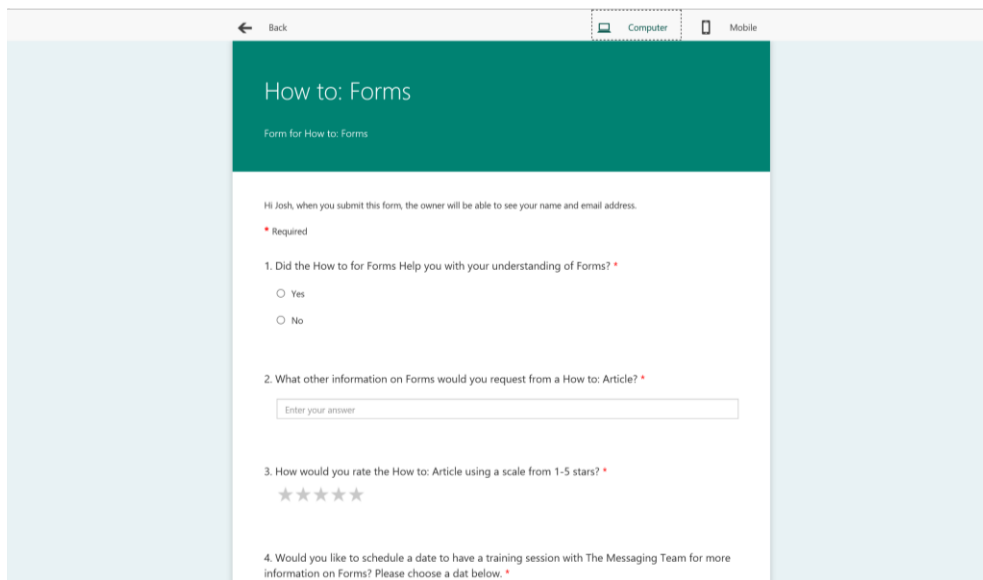 Back
Computer
Mobile
How to: Forms
Form for How to: Forms
Hi Josh, when you submit this form, the owner will be able to see your name and email address.
* Required
1. Did the How to for Forms Help you with your understanding of Forms? *
Yes
No
2. What other information on Forms would you request from a How to: Article? *
Enter your answer
3. How would you rate the How to: Article using a scale from 1-5 stars? *
4. Would you like to schedule a date to have a training session with The Messaging Team for more
information on Forms? Please choose a dat below. *